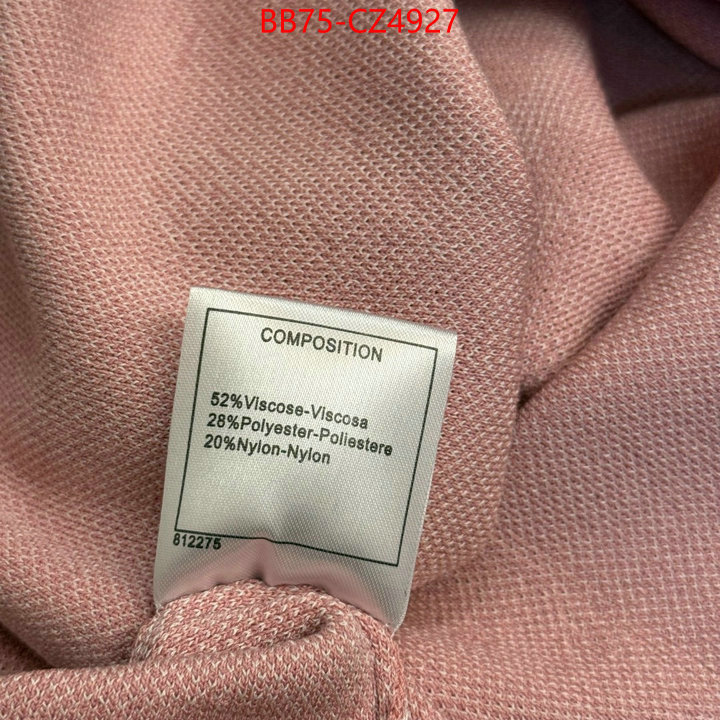 BB75-CZ4927
COMPOSITION
52%Viscose-Viscosa
28%Polyester-Poliestere
20%Nylon-Nylon
812275